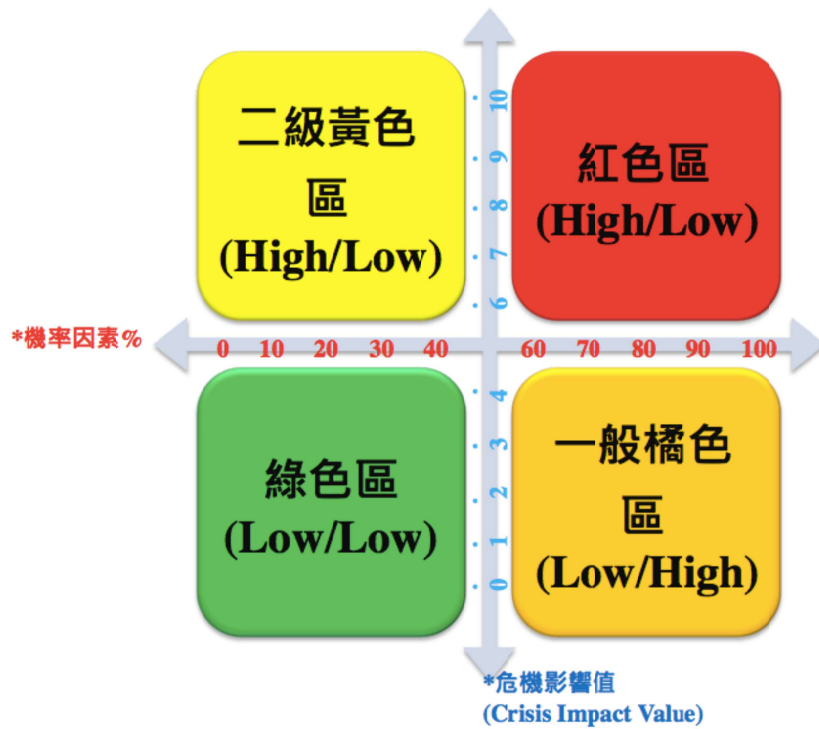 二級黃色
區
(High/Low)
紅色區
(High/Low)
10
9
8
7
6
*機率因素%
0 10 20 30 40 60 70 80 90 100
綠色區
(Low/Low)
一般橘色
區
(Low/High)
4
3
2
1
0
*危機影響值
(Crisis Impact Value)